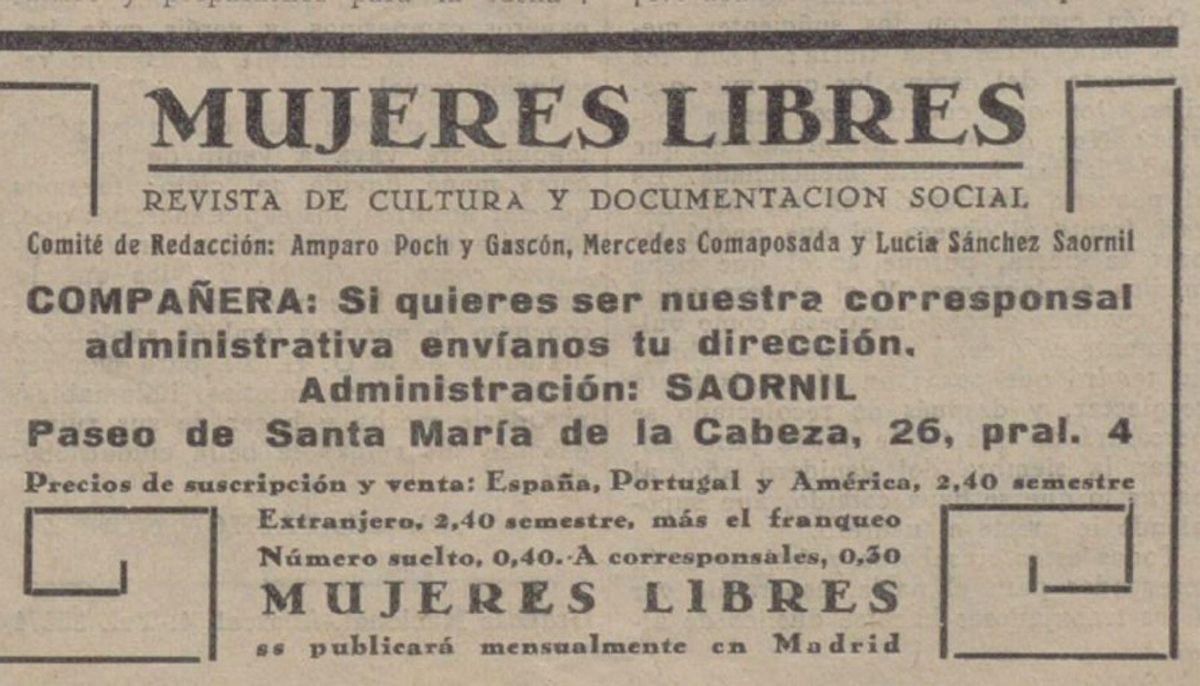 MUJERES LIBRES
REVISTA DE CULTURA Y DOCUMENTACION SOCIAL
Comité de Redacción: Amparo Poch y Gascón, Mercedes Comaposada y Lucía Sánchez Saornil
COMPAÑERA: Si quieres ser nuestra corresponsal
administrativa envíanos tu dirección.
Administración: SAORNIL
Paseo de Santa María de la Cabeza, 26, pral. 4
Precios de suscripción y venta: España, Portugal y América, 2,40 semestre
Extranjero, 2,40 semestre, más el franqueo
Número suelto, 0,40. - A corresponsales, 0,30
MUJERES LIBRES
ss publicará mensualmente en Madrid